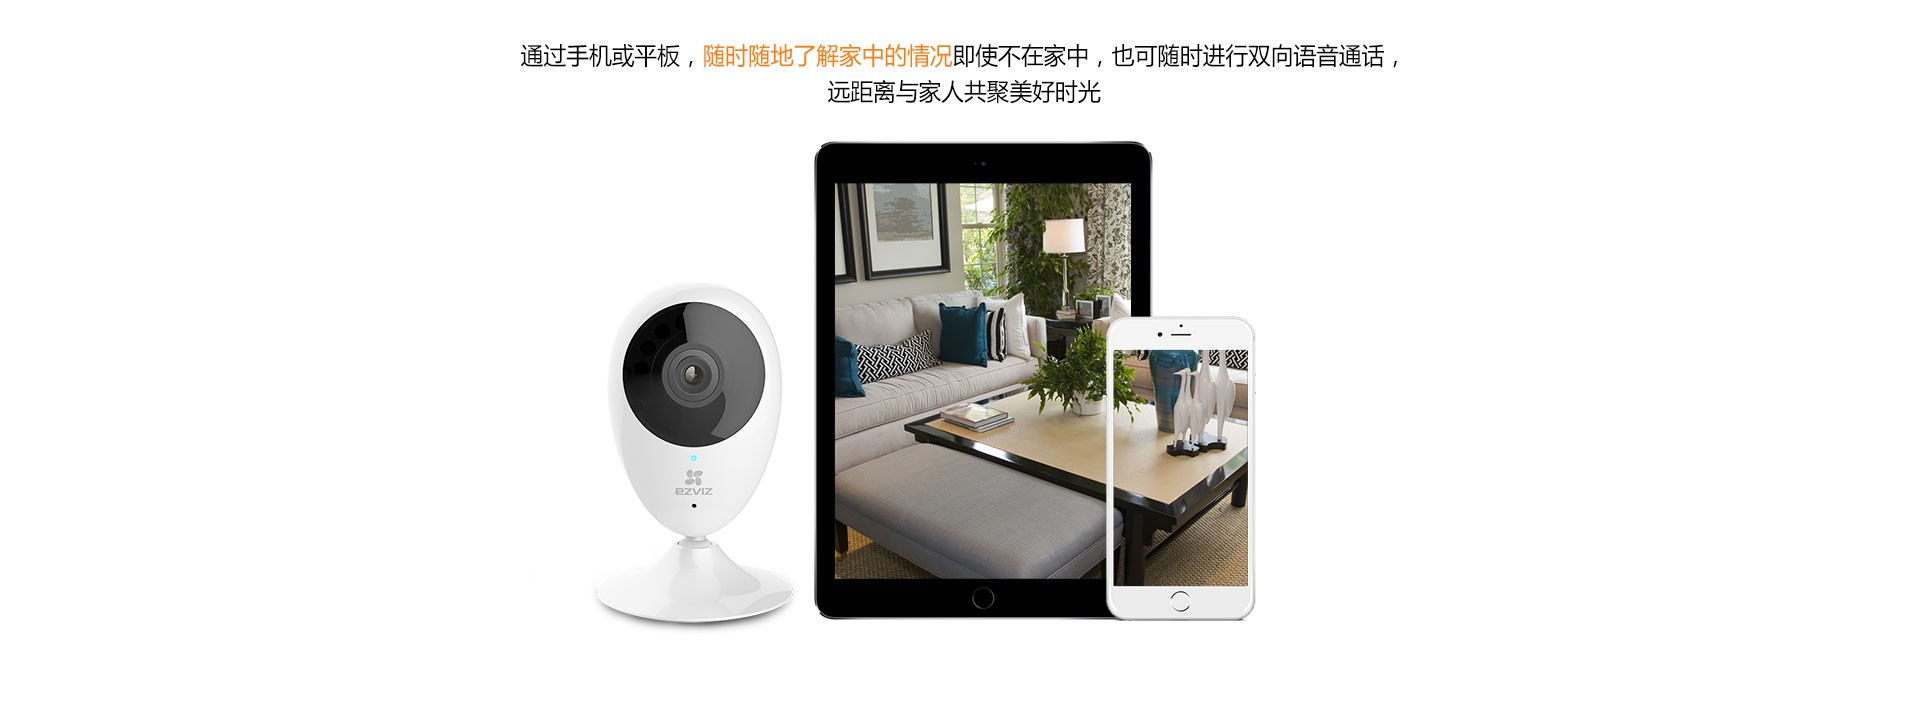 通过手机或平板，随时随地了解家中的情况即使不在家中，也可随时进行双向语音通话，
远距离与家人共聚美好时光
ezviz